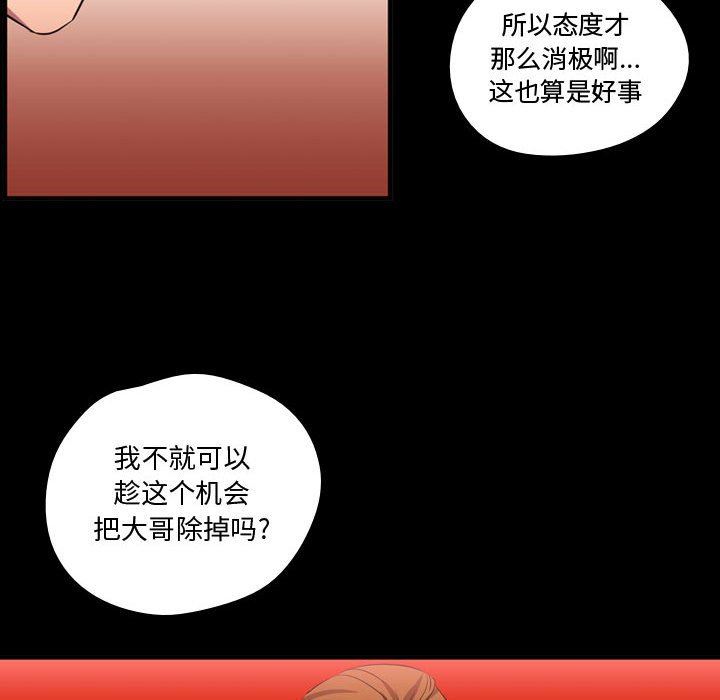 所以态度才
那么消极啊...
这也算是好事
我不就可以
趁这个机会
把大哥除掉吗?